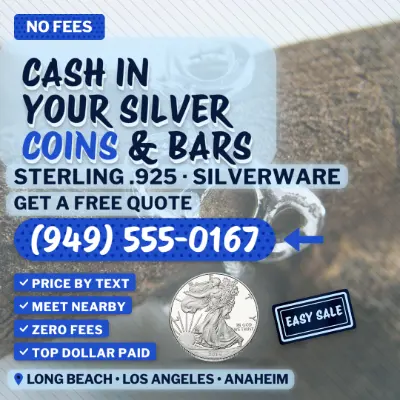 NO FEES
CASH IN
YOUR SILVER
COINS & BARS
STERLING .925 · SILVERWARE
GET A FREE QUOTE
(949) 555-0167
✓ PRICE BY TEXT
✓ MEET NEARBY
✓ ZERO FEES
✓ TOP DOLLAR PAID
EASY SALE
LONG BEACH • LOS ANGELES • ANAHEIM